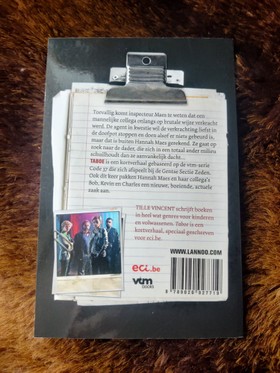 Toevallig komt inspecteur Maes te weten dat een
mannelijke collega onlangs op brutale wijze verkracht
werd. De agent in kwestie wil de verkrachting liefst in
de doofpot stoppen en doen alsof er niets gebeurd is,
maar dat is buiten Hannah Maes gerekend. Ze gaat op
zoek naar de dader, die zich in een totaal ander milieu
schuilhoudt dan ze aanvankelijk dacht…
TABOE is een kortverhaal gebaseerd op de vtm-serie
Code 37 die zich afspeelt bij de Gentse Sectie Zeden.
Ook dit keer pakken Hannah Maes en haar collega's
Bob, Kevin en Charles een nieuwe, boeiende, actuele
zaak aan.
TILLE VINCENT schrijft boeken
in heel wat genres voor kinderen
en volwassenen. Taboe is een
kortverhaal, speciaal geschreven
voor eci.be.
WWW.LANNOO.COM
eci.be
vtm
books